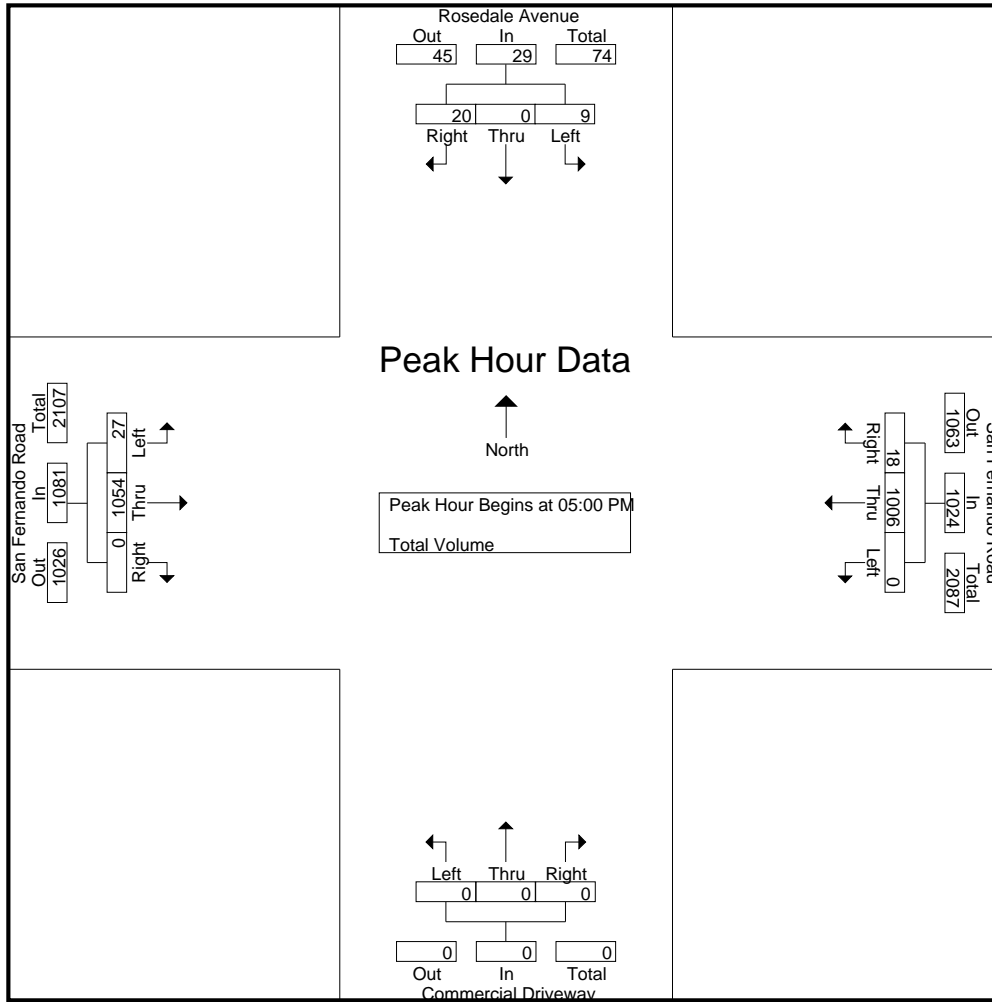 Rosedale Avenue
Out In Total
45 29 74
20 0 9
Right Thru Left
Peak Hour Data
North
Peak Hour Begins at 05:00 PM
Total Volume
San Fernando Road
Out In Total
1026 1081 2107
27 1054 0
Left Thru Right
San Fernando Road
Out In Total
1063 1024 2087
18 1006 0
Right Thru Left
Left Thru Right
0 0 0
0 0 0
Out In Total
Commercial Driveway